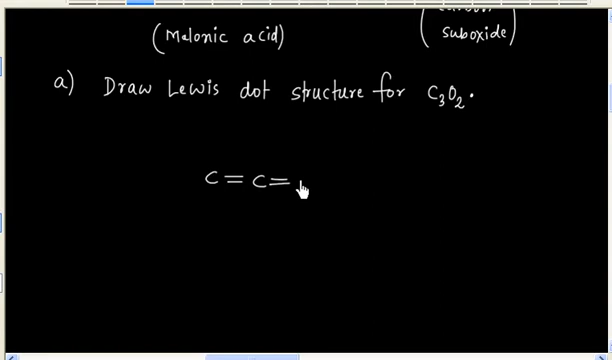 (Malonic acid)
suboxide)
a) Draw Lewis dot structure for C₃O₂.
C=C=